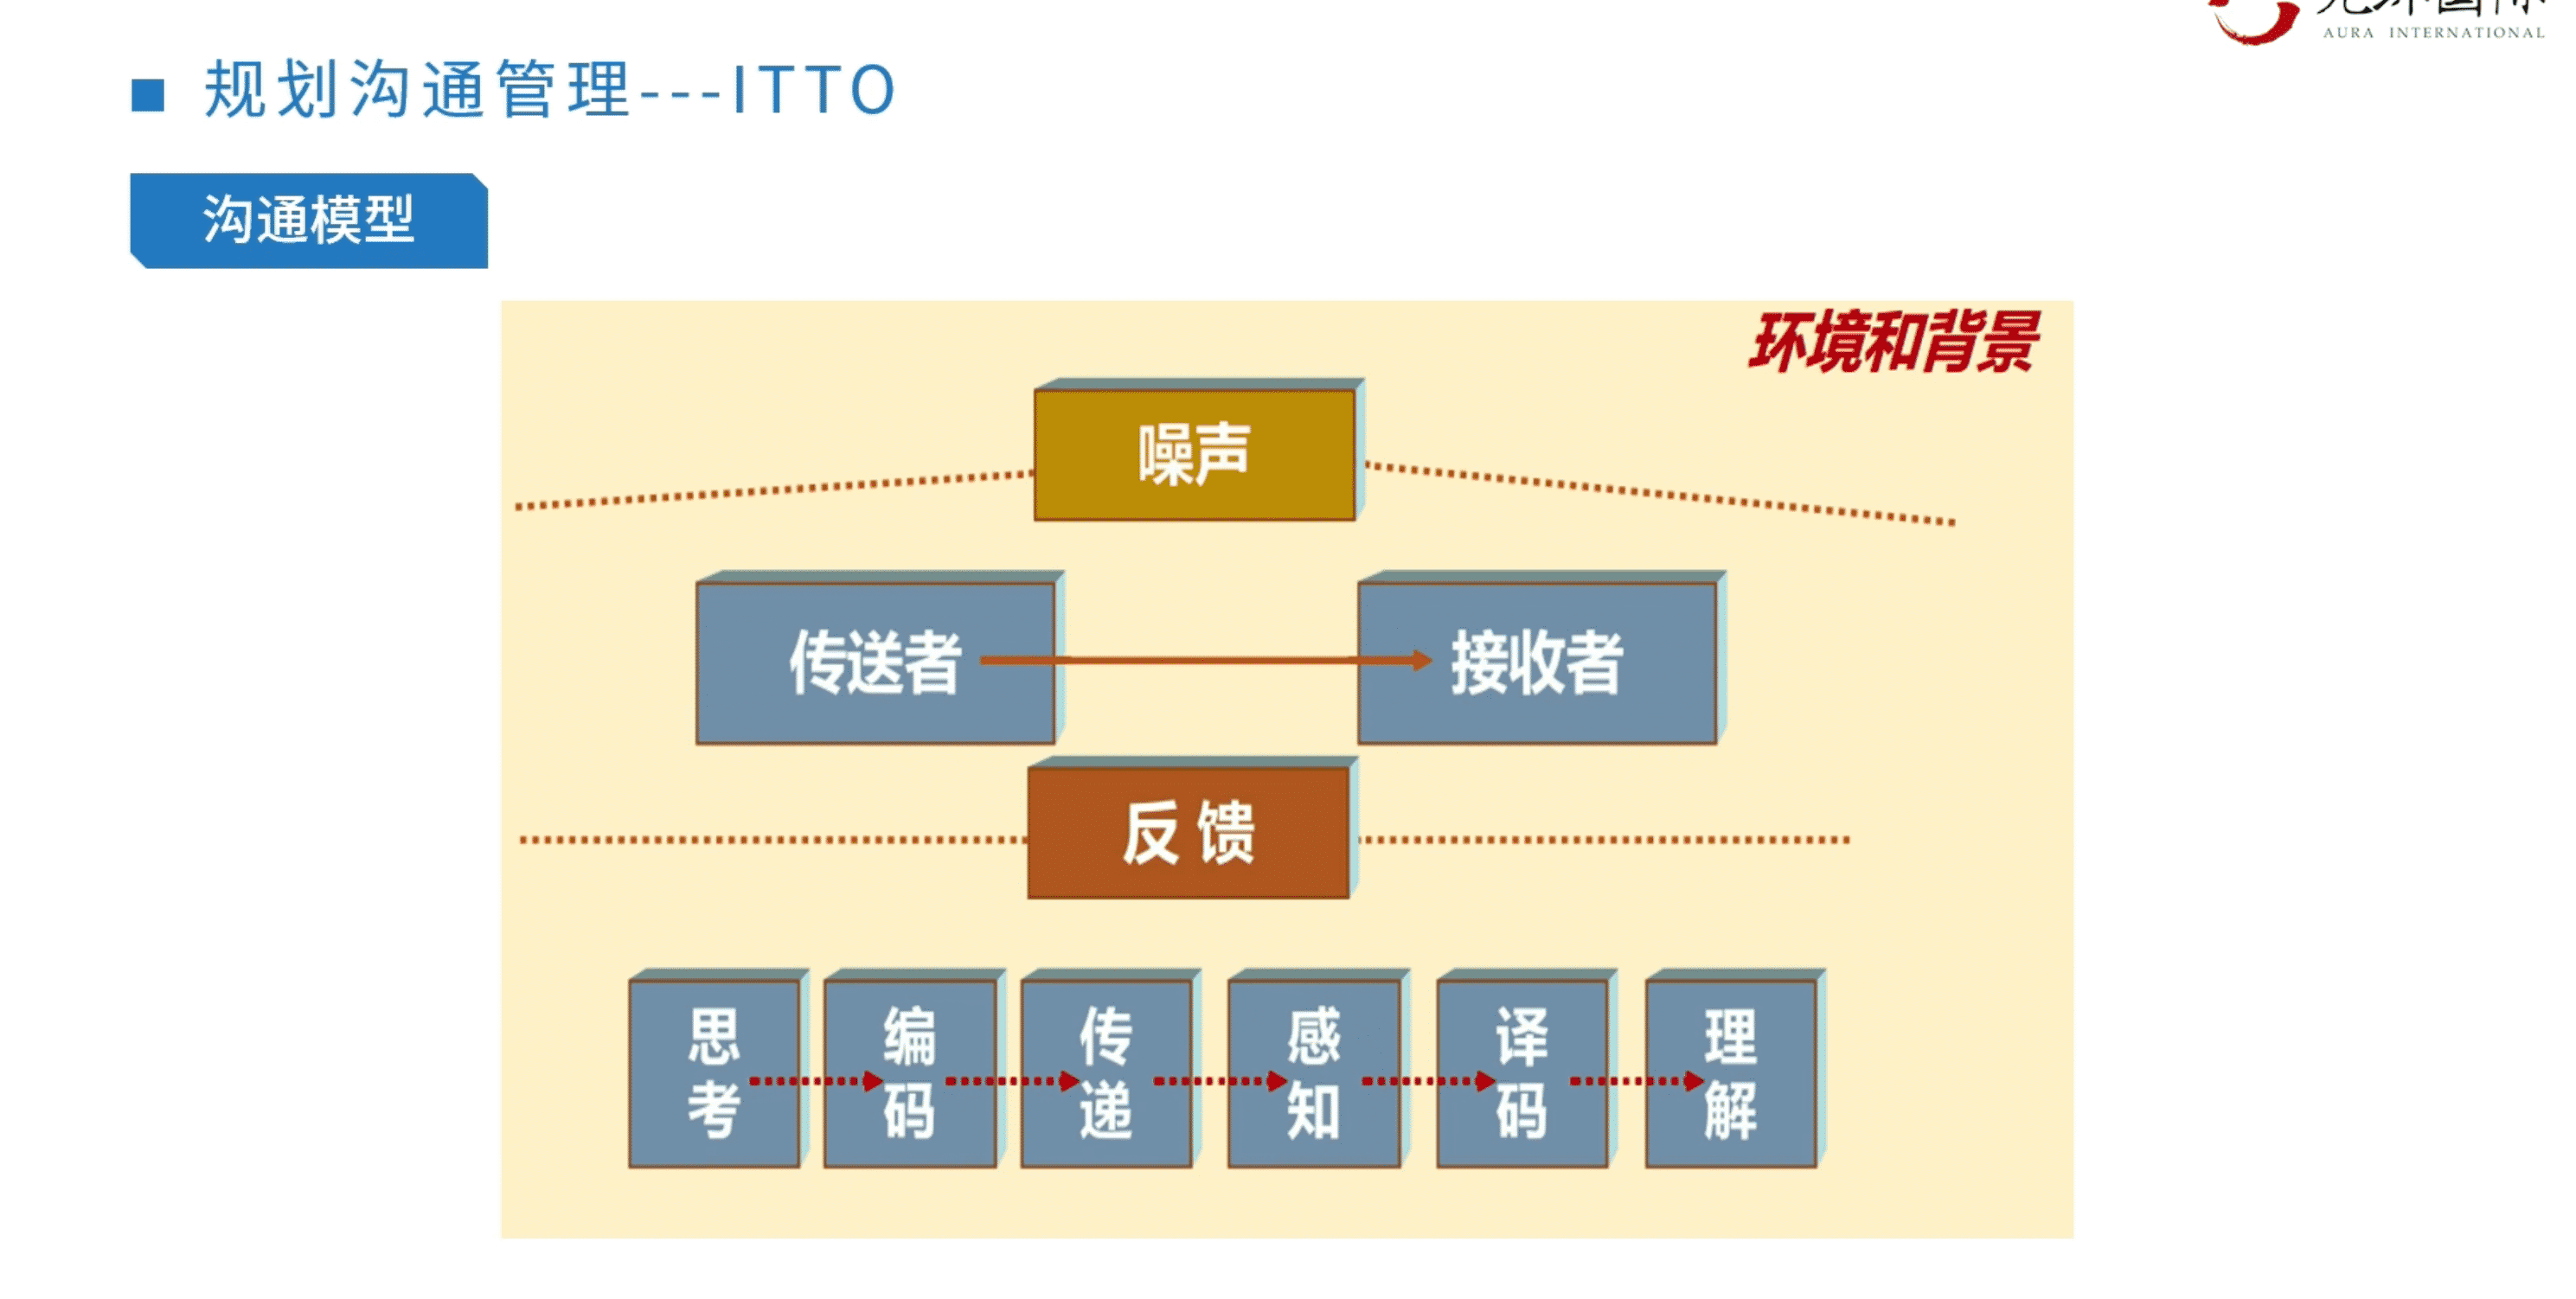 AURA INTERNATIONAL
规划沟通管理---ITTO
沟通模型
环境和背景
噪声
传送者
接收者
反馈
思考
编码
传递
感知
译码
理解